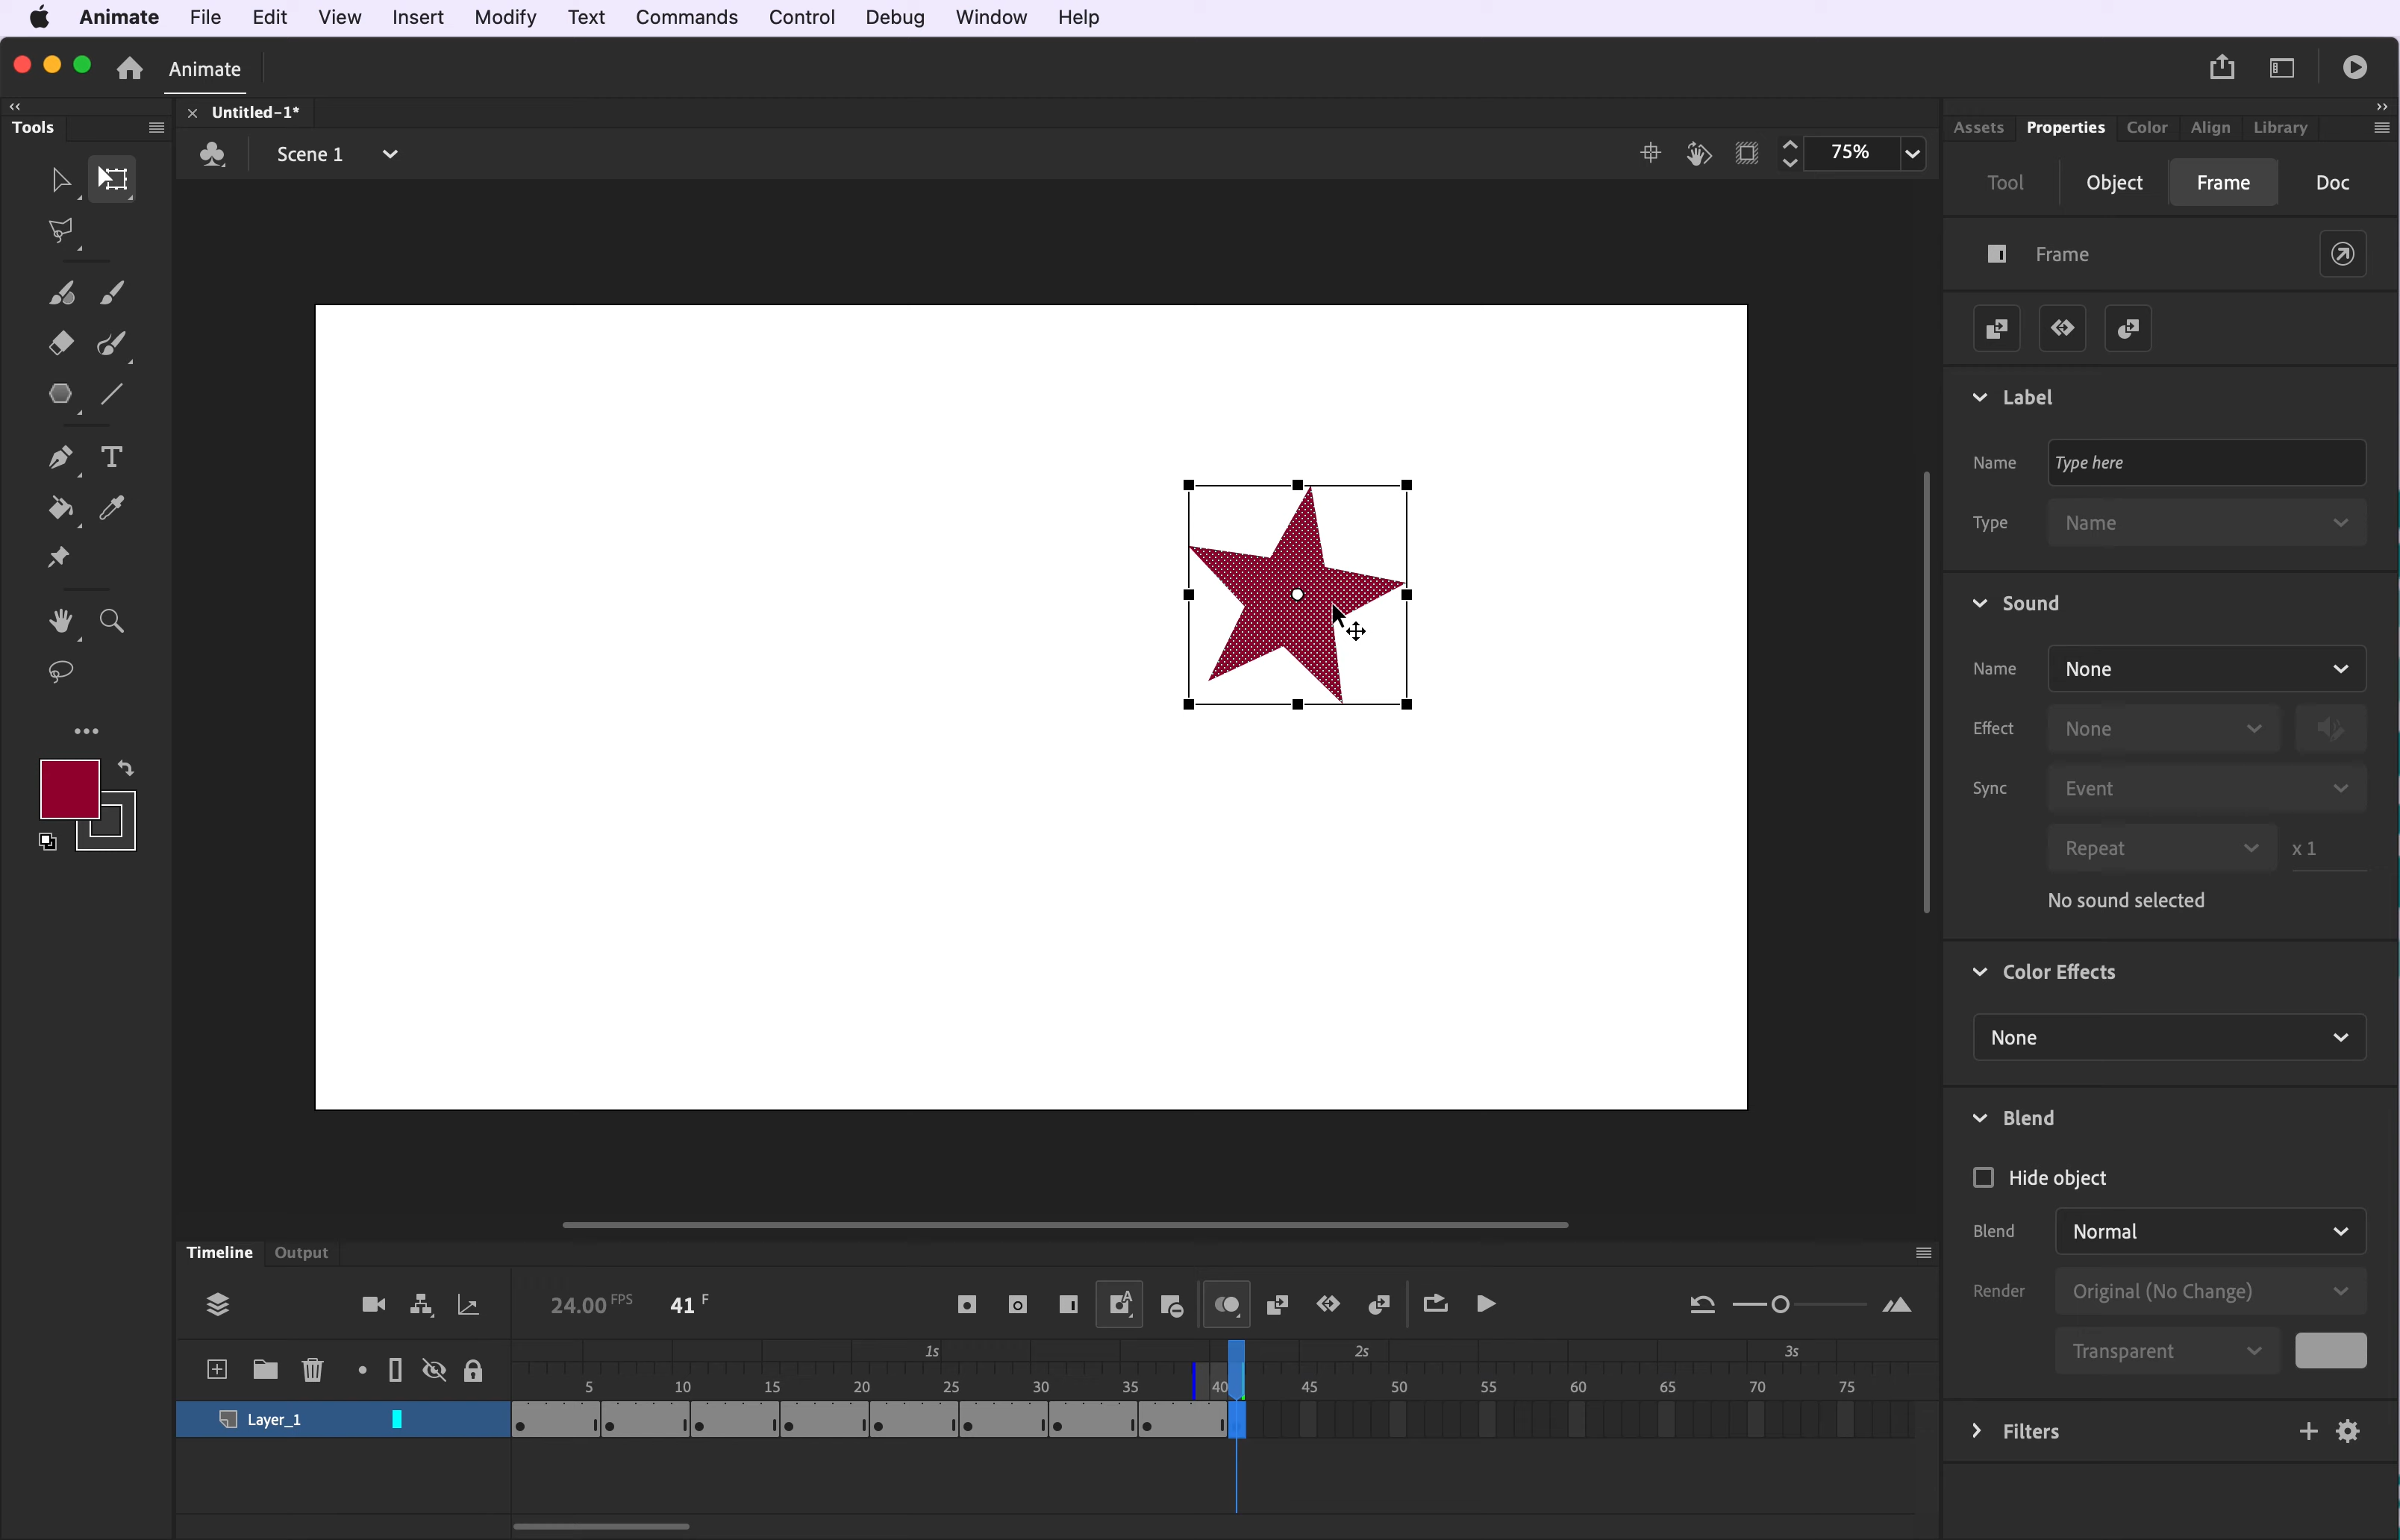 Animate File Edit View Insert Modify Text Commands Control Debug Window Help
Animate
Tools
Untitled-1*
Scene 1
75%
Assets Properties Color Align Library
Tool Object Frame Doc
Frame
Label
Name Type here
Type Name
Sound
Name None
Effect None
Sync Event
Repeat x 1
No sound selected
Color Effects
None
Blend
Hide object
Blend Normal
Render Original (No Change)
Transparent
Filters
Timeline Output
24.00 FPS 41 F
1s 2s 3s
5 10 15 20 25 30 35 40 45 50 55 60 65 70 75
Layer_1